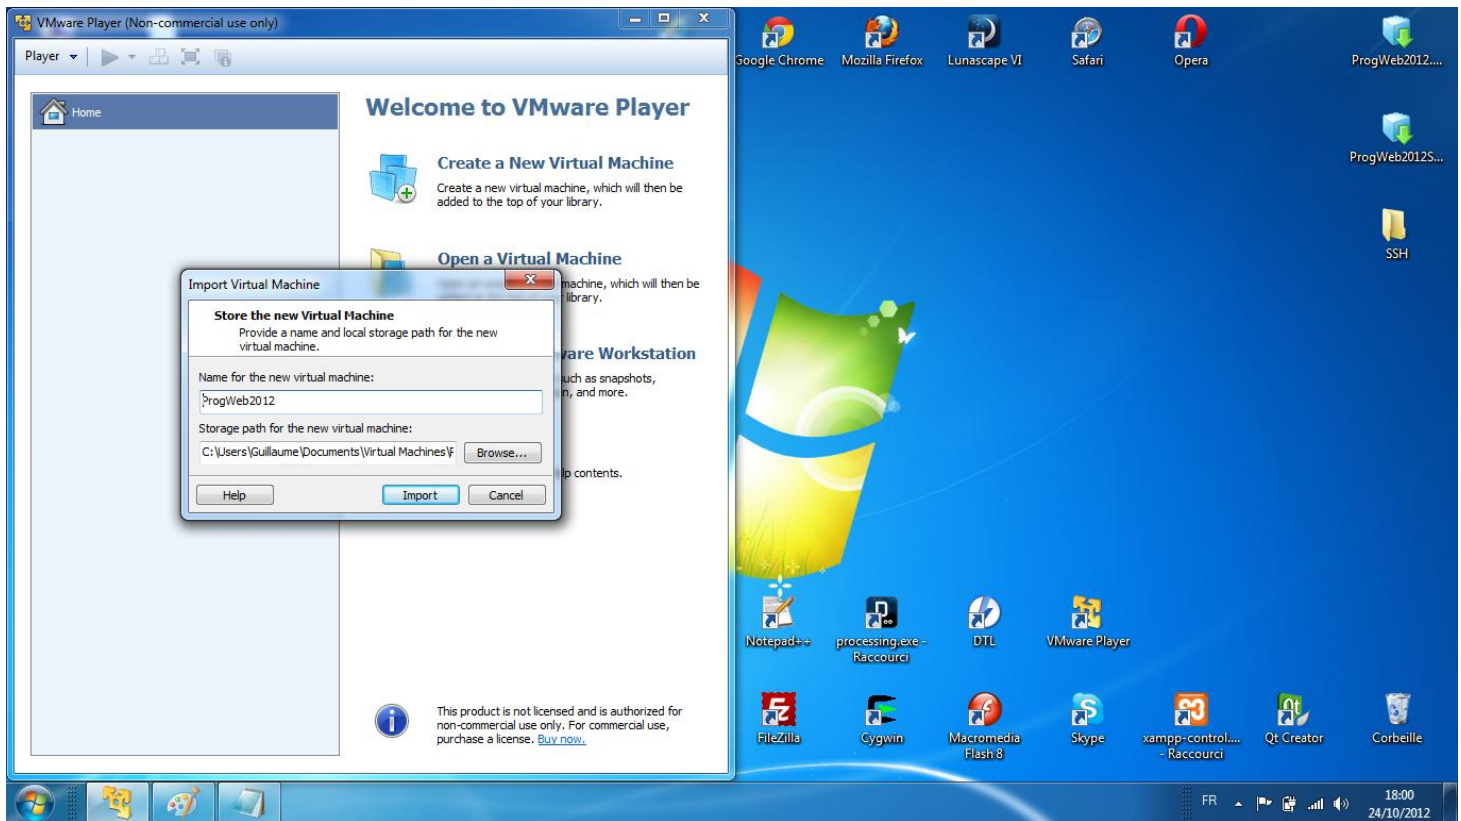 VMware Player (Non-commercial use only)
Player
Home
Welcome to VMware Player
Create a New Virtual Machine
Create a new virtual machine, which will then be
added to the top of your library.
Open a Virtual Machine
machine, which will then be
library.
ware Workstation
such as snapshots,
n, and more.
lp contents.
This product is not licensed and is authorized for
non-commercial use only. For commercial use,
purchase a license. Buy now.
Import Virtual Machine
Store the new Virtual Machine
Provide a name and local storage path for the new
virtual machine.
Name for the new virtual machine:
ProgWeb2012
Storage path for the new virtual machine:
C:\Users\Guillaume\Documents\Virtual Machines\P
Browse...
Help
Import
Cancel
Google Chrome
Mozilla Firefox
Lunascape VI
Safari
Opera
ProgWeb2012....
ProgWeb2012S...
SSH
Notepad++
processing.exe -
Raccourci
DTL
VMware Player
FileZilla
Cygwin
Macromedia
Flash 8
Skype
xampp-control....
- Raccourci
Qt Creator
Corbeille
FR
18:00
24/10/2012